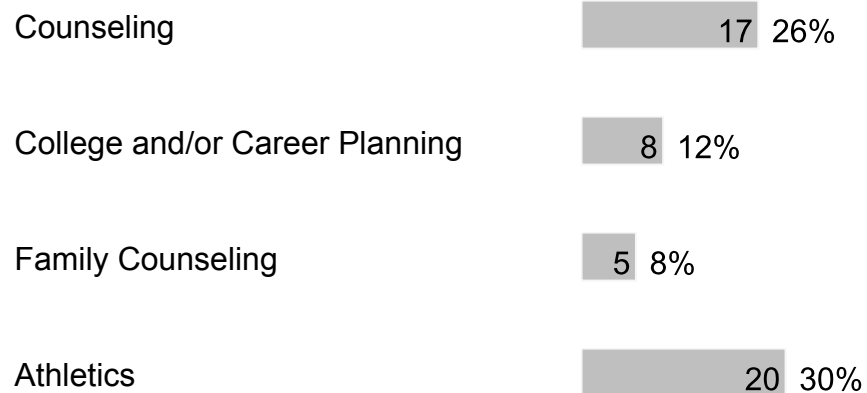 Counseling 17 26%
College and/or Career Planning 8 12%
Family Counseling 5 8%
Athletics 20 30%